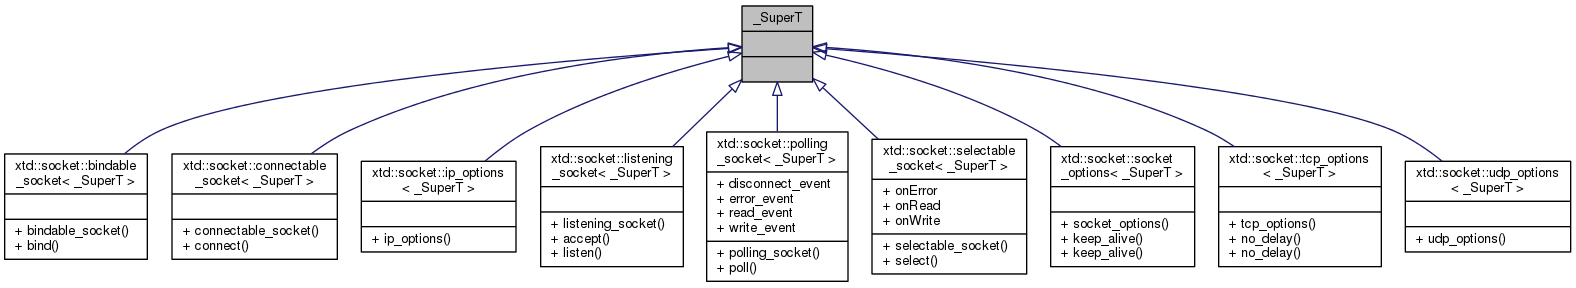 _SuperT
xtd::socket::bindable
_socket< _SuperT >
+ bindable_socket()
+ bind()
xtd::socket::connectable
_socket< _SuperT >
+ connectable_socket()
+ connect()
xtd::socket::ip_options
< _SuperT >
+ ip_options()
xtd::socket::listening
_socket< _SuperT >
+ listening_socket()
+ accept()
+ listen()
xtd::socket::polling
_socket< _SuperT >
+ disconnect_event
+ error_event
+ read_event
+ write_event
+ polling_socket()
+ poll()
xtd::socket::selectable
_socket< _SuperT >
+ onError
+ onRead
+ onWrite
+ selectable_socket()
+ select()
xtd::socket::socket
_options< _SuperT >
+ socket_options()
+ keep_alive()
+ keep_alive()
xtd::socket::tcp_options
< _SuperT >
+ tcp_options()
+ no_delay()
+ no_delay()
xtd::socket::udp_options
< _SuperT >
+ udp_options()